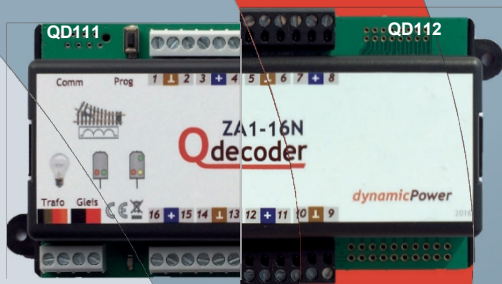 QD111
QD112
Comm Prog 1 2 3 4 5 6 7 8
ZA1-16N
Qdecoder
dynamicPower
Trafo Gleis CE 16 15 14 13 12 11 10 9